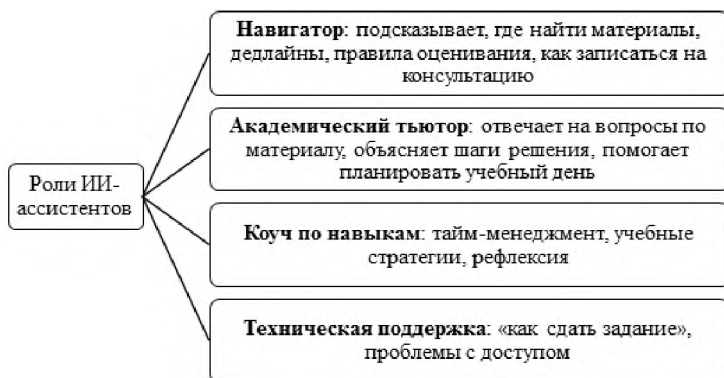 Навигатор: подсказывает, где найти материалы,
дедлайны, правила оценивания, как записаться на
консультацию
Академический тьютор: отвечает на вопросы по
материалу, объясняет шаги решения, помогает
планировать учебный день
Роли ИИ-
ассистентов
Коуч по навыкам: тайм-менеджмент, учебные
стратегии, рефлексия
Техническая поддержка: «как сдать задание»,
проблемы с доступом